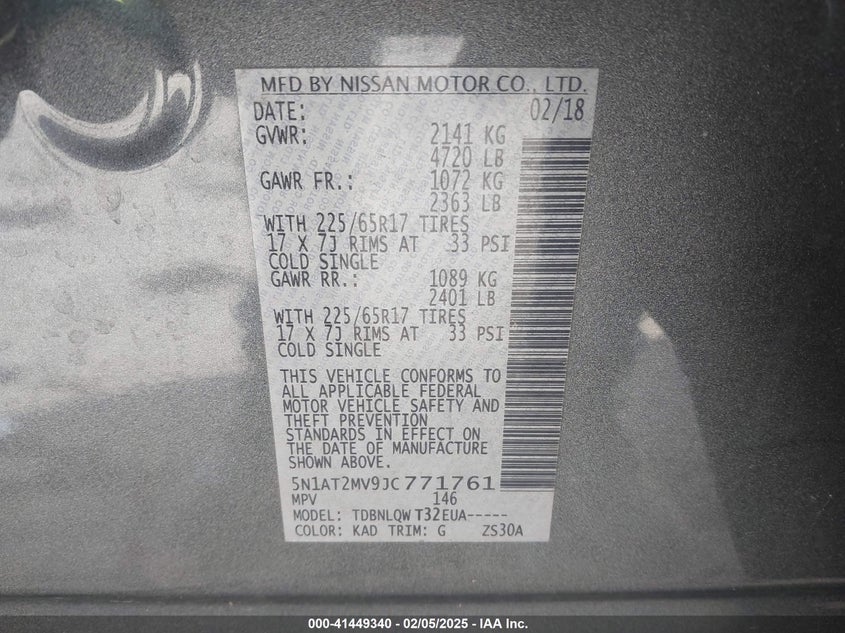 MFD BY NISSAN MOTOR CO., LTD.
DATE: 02/18
GVWR: 2141 KG
4720 LB
GAWR FR.: 1072 KG
2363 LB
WITH 225/65R17 TIRES
17 X 7J RIMS AT 33 PSI
COLD SINGLE
GAWR RR.: 1089 KG
2401 LB
WITH 225/65R17 TIRES
17 X 7J RIMS AT 33 PSI
COLD SINGLE
THIS VEHICLE CONFORMS TO
ALL APPLICABLE FEDERAL
MOTOR VEHICLE SAFETY AND
THEFT PREVENTION
STANDARDS IN EFFECT ON
THE DATE OF MANUFACTURE
SHOWN ABOVE.
5N1AT2MV9JC771761
MPV 146
MODEL: TDBNLQW T32EUA-----
COLOR: KAD TRIM: G ZS30A
000-41449340 - 02/05/2025 - IAA Inc.